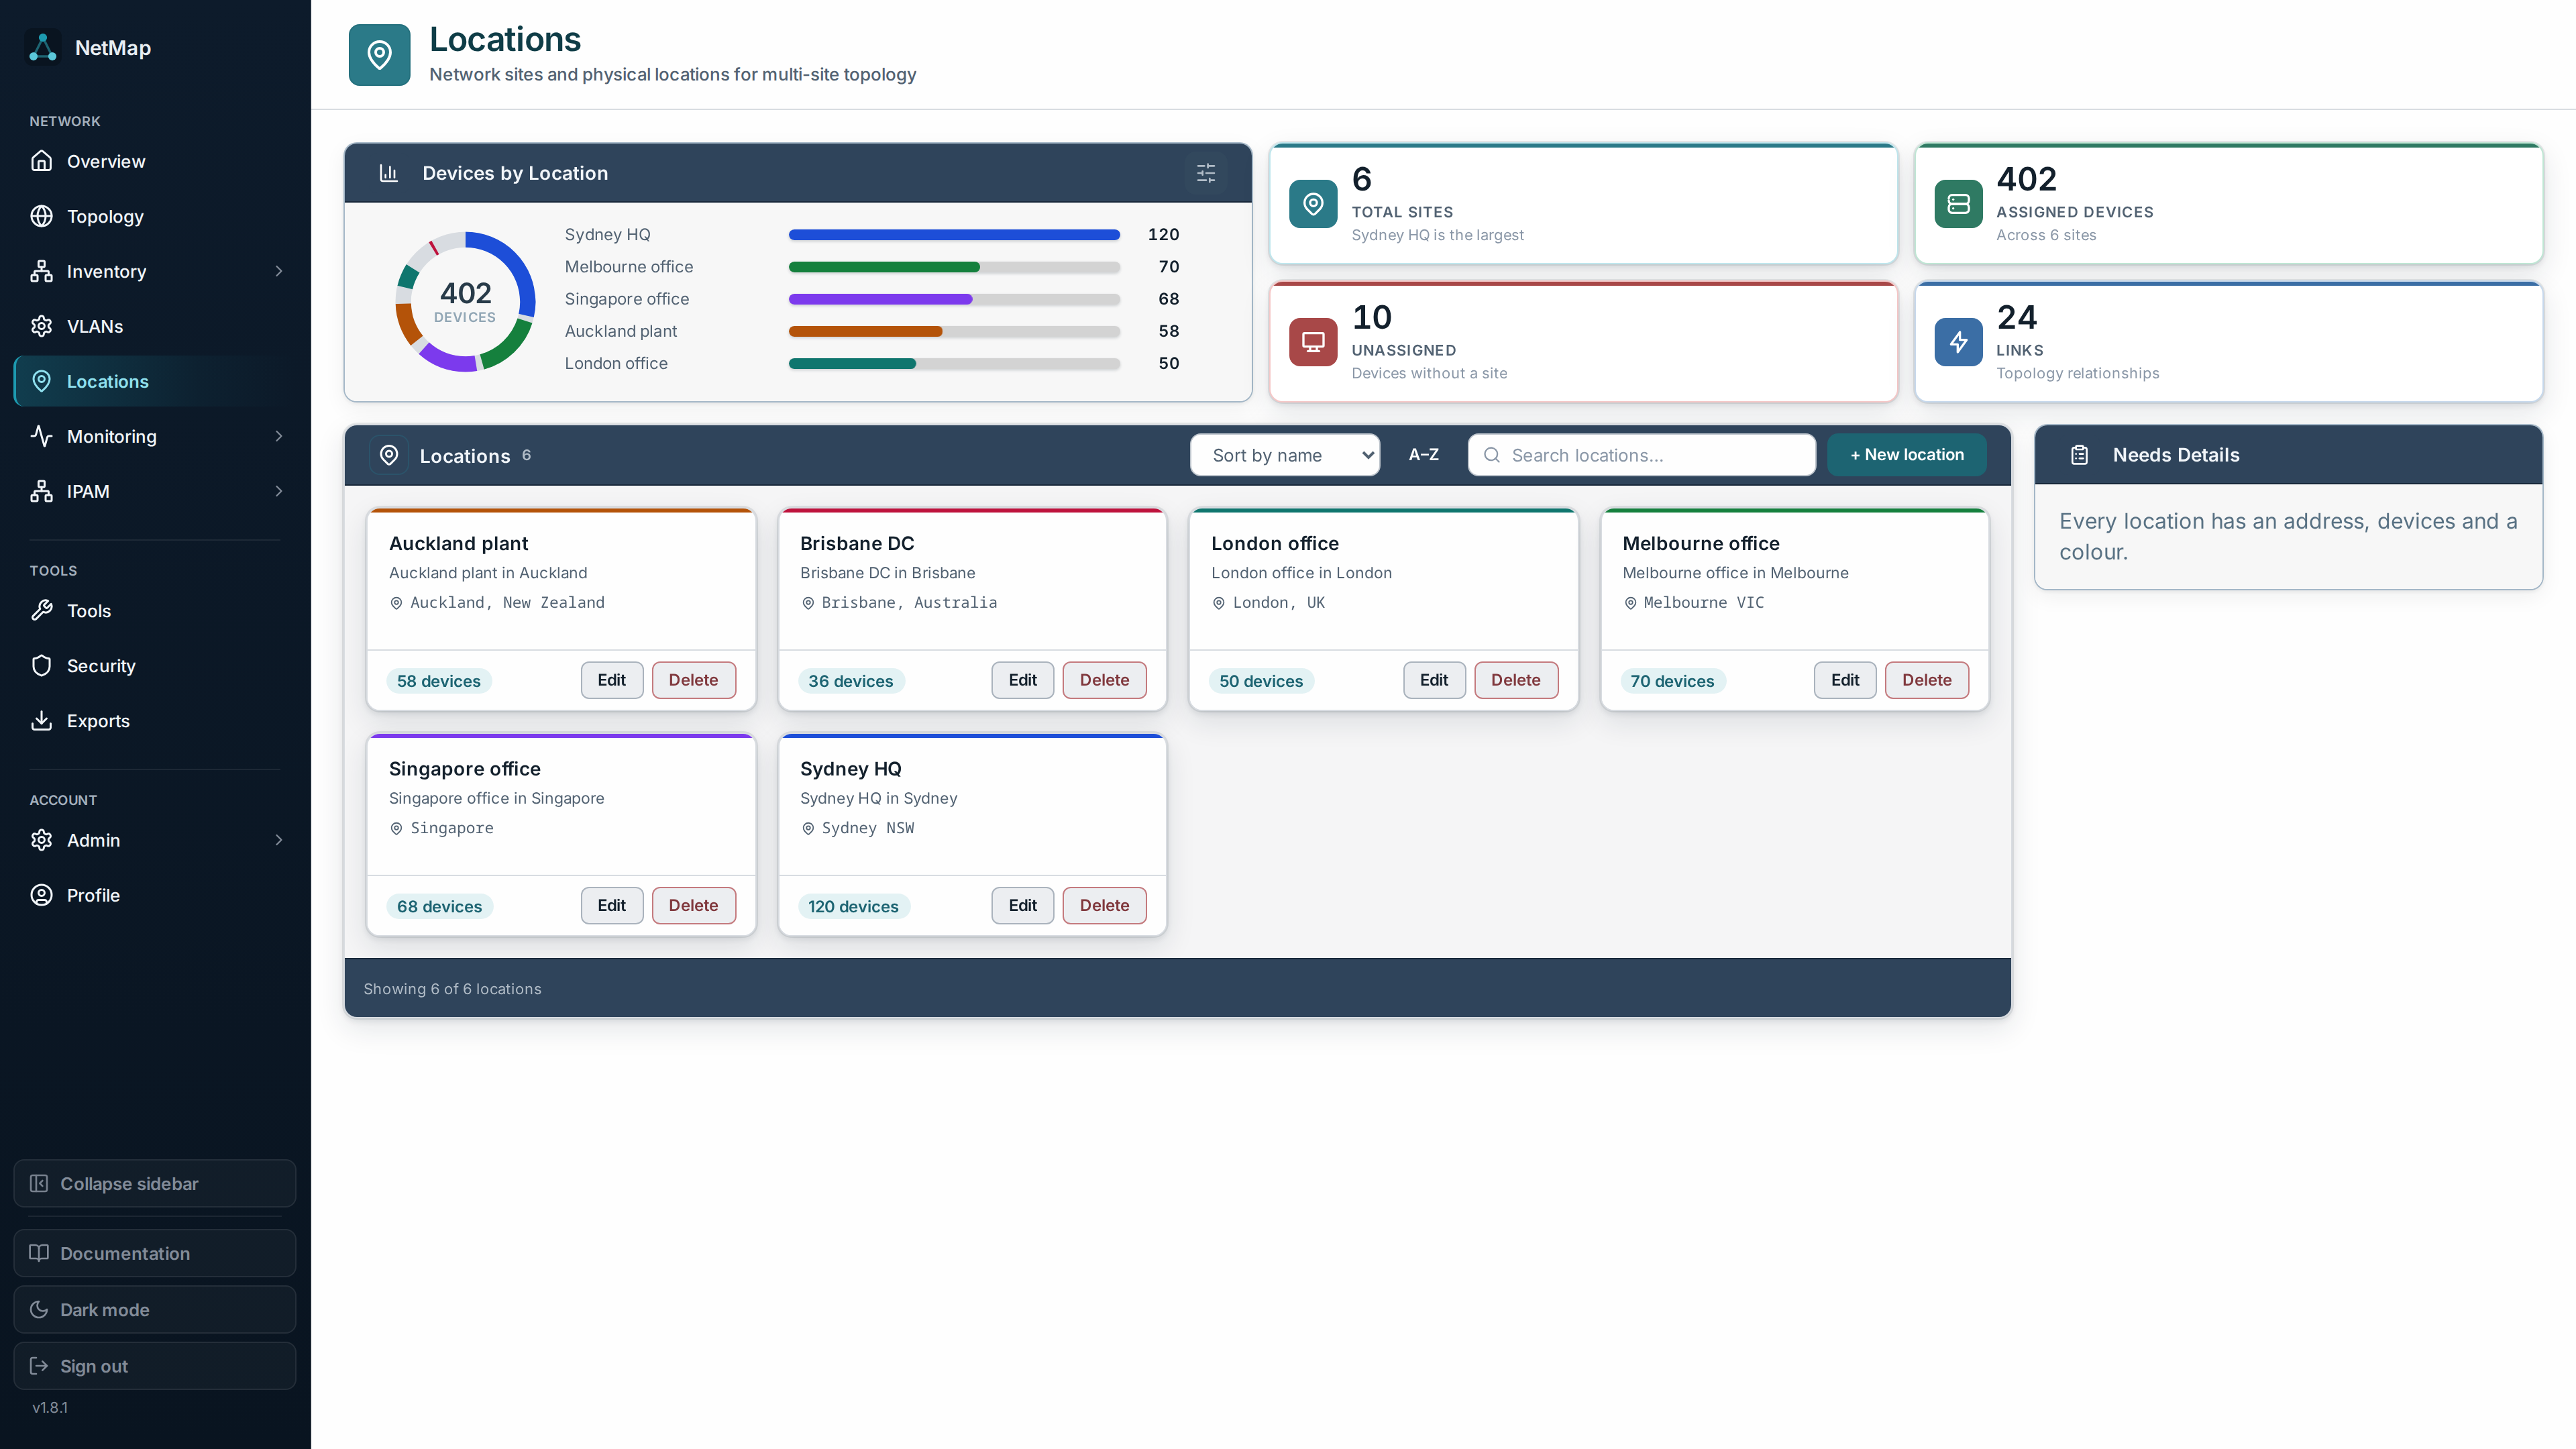 NetMap
NETWORK
Overview
Topology
Inventory
VLANs
Locations
Monitoring
IPAM
TOOLS
Tools
Security
Exports
ACCOUNT
Admin
Profile
Collapse sidebar
Documentation
Dark mode
Sign out
v1.8.1
Locations
Network sites and physical locations for multi-site topology
Devices by Location
402
DEVICES
Sydney HQ 120
Melbourne office 70
Singapore office 68
Auckland plant 58
London office 50
6
TOTAL SITES
Sydney HQ is the largest
402
ASSIGNED DEVICES
Across 6 sites
10
UNASSIGNED
Devices without a site
24
LINKS
Topology relationships
Locations 6
Sort by name
A–Z
Search locations...
+ New location
Auckland plant
Auckland plant in Auckland
Auckland, New Zealand
58 devices
Edit
Delete
Brisbane DC
Brisbane DC in Brisbane
Brisbane, Australia
36 devices
Edit
Delete
London office
London office in London
London, UK
50 devices
Edit
Delete
Melbourne office
Melbourne office in Melbourne
Melbourne VIC
70 devices
Edit
Delete
Singapore office
Singapore office in Singapore
Singapore
68 devices
Edit
Delete
Sydney HQ
Sydney HQ in Sydney
Sydney NSW
120 devices
Edit
Delete
Showing 6 of 6 locations
Needs Details
Every location has an address, devices and a
colour.